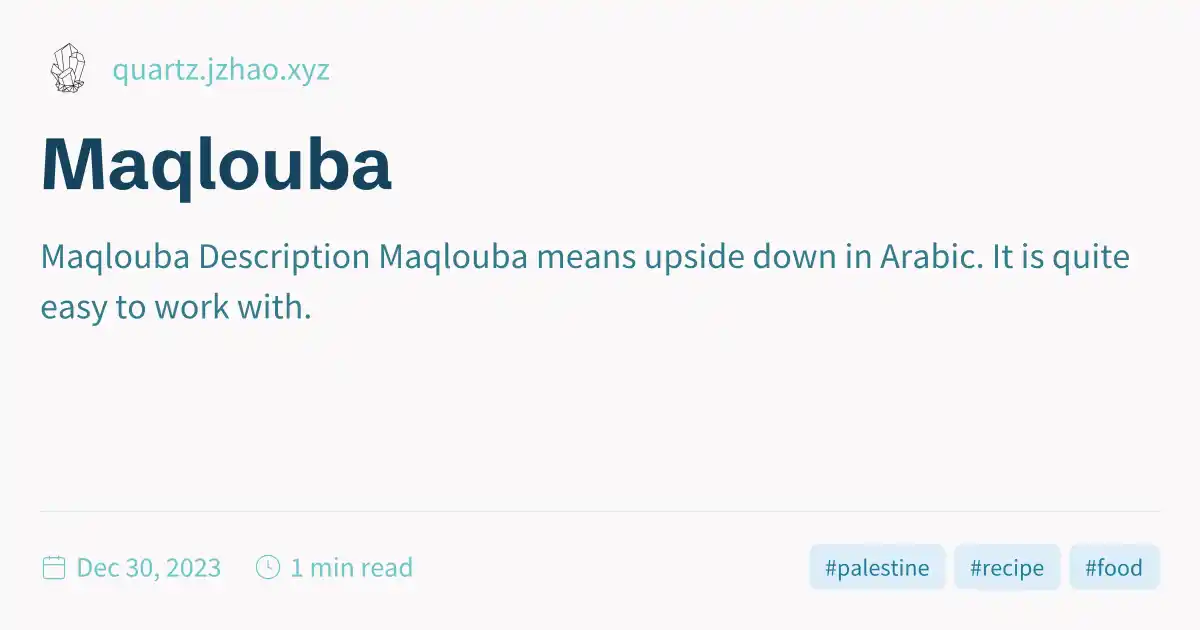 quartz.jzhao.xyz
Maqlouba
Maqlouba Description Maqlouba means upside down in Arabic. It is quite
easy to work with.
Dec 30, 2023 1 min read #palestine #recipe #food